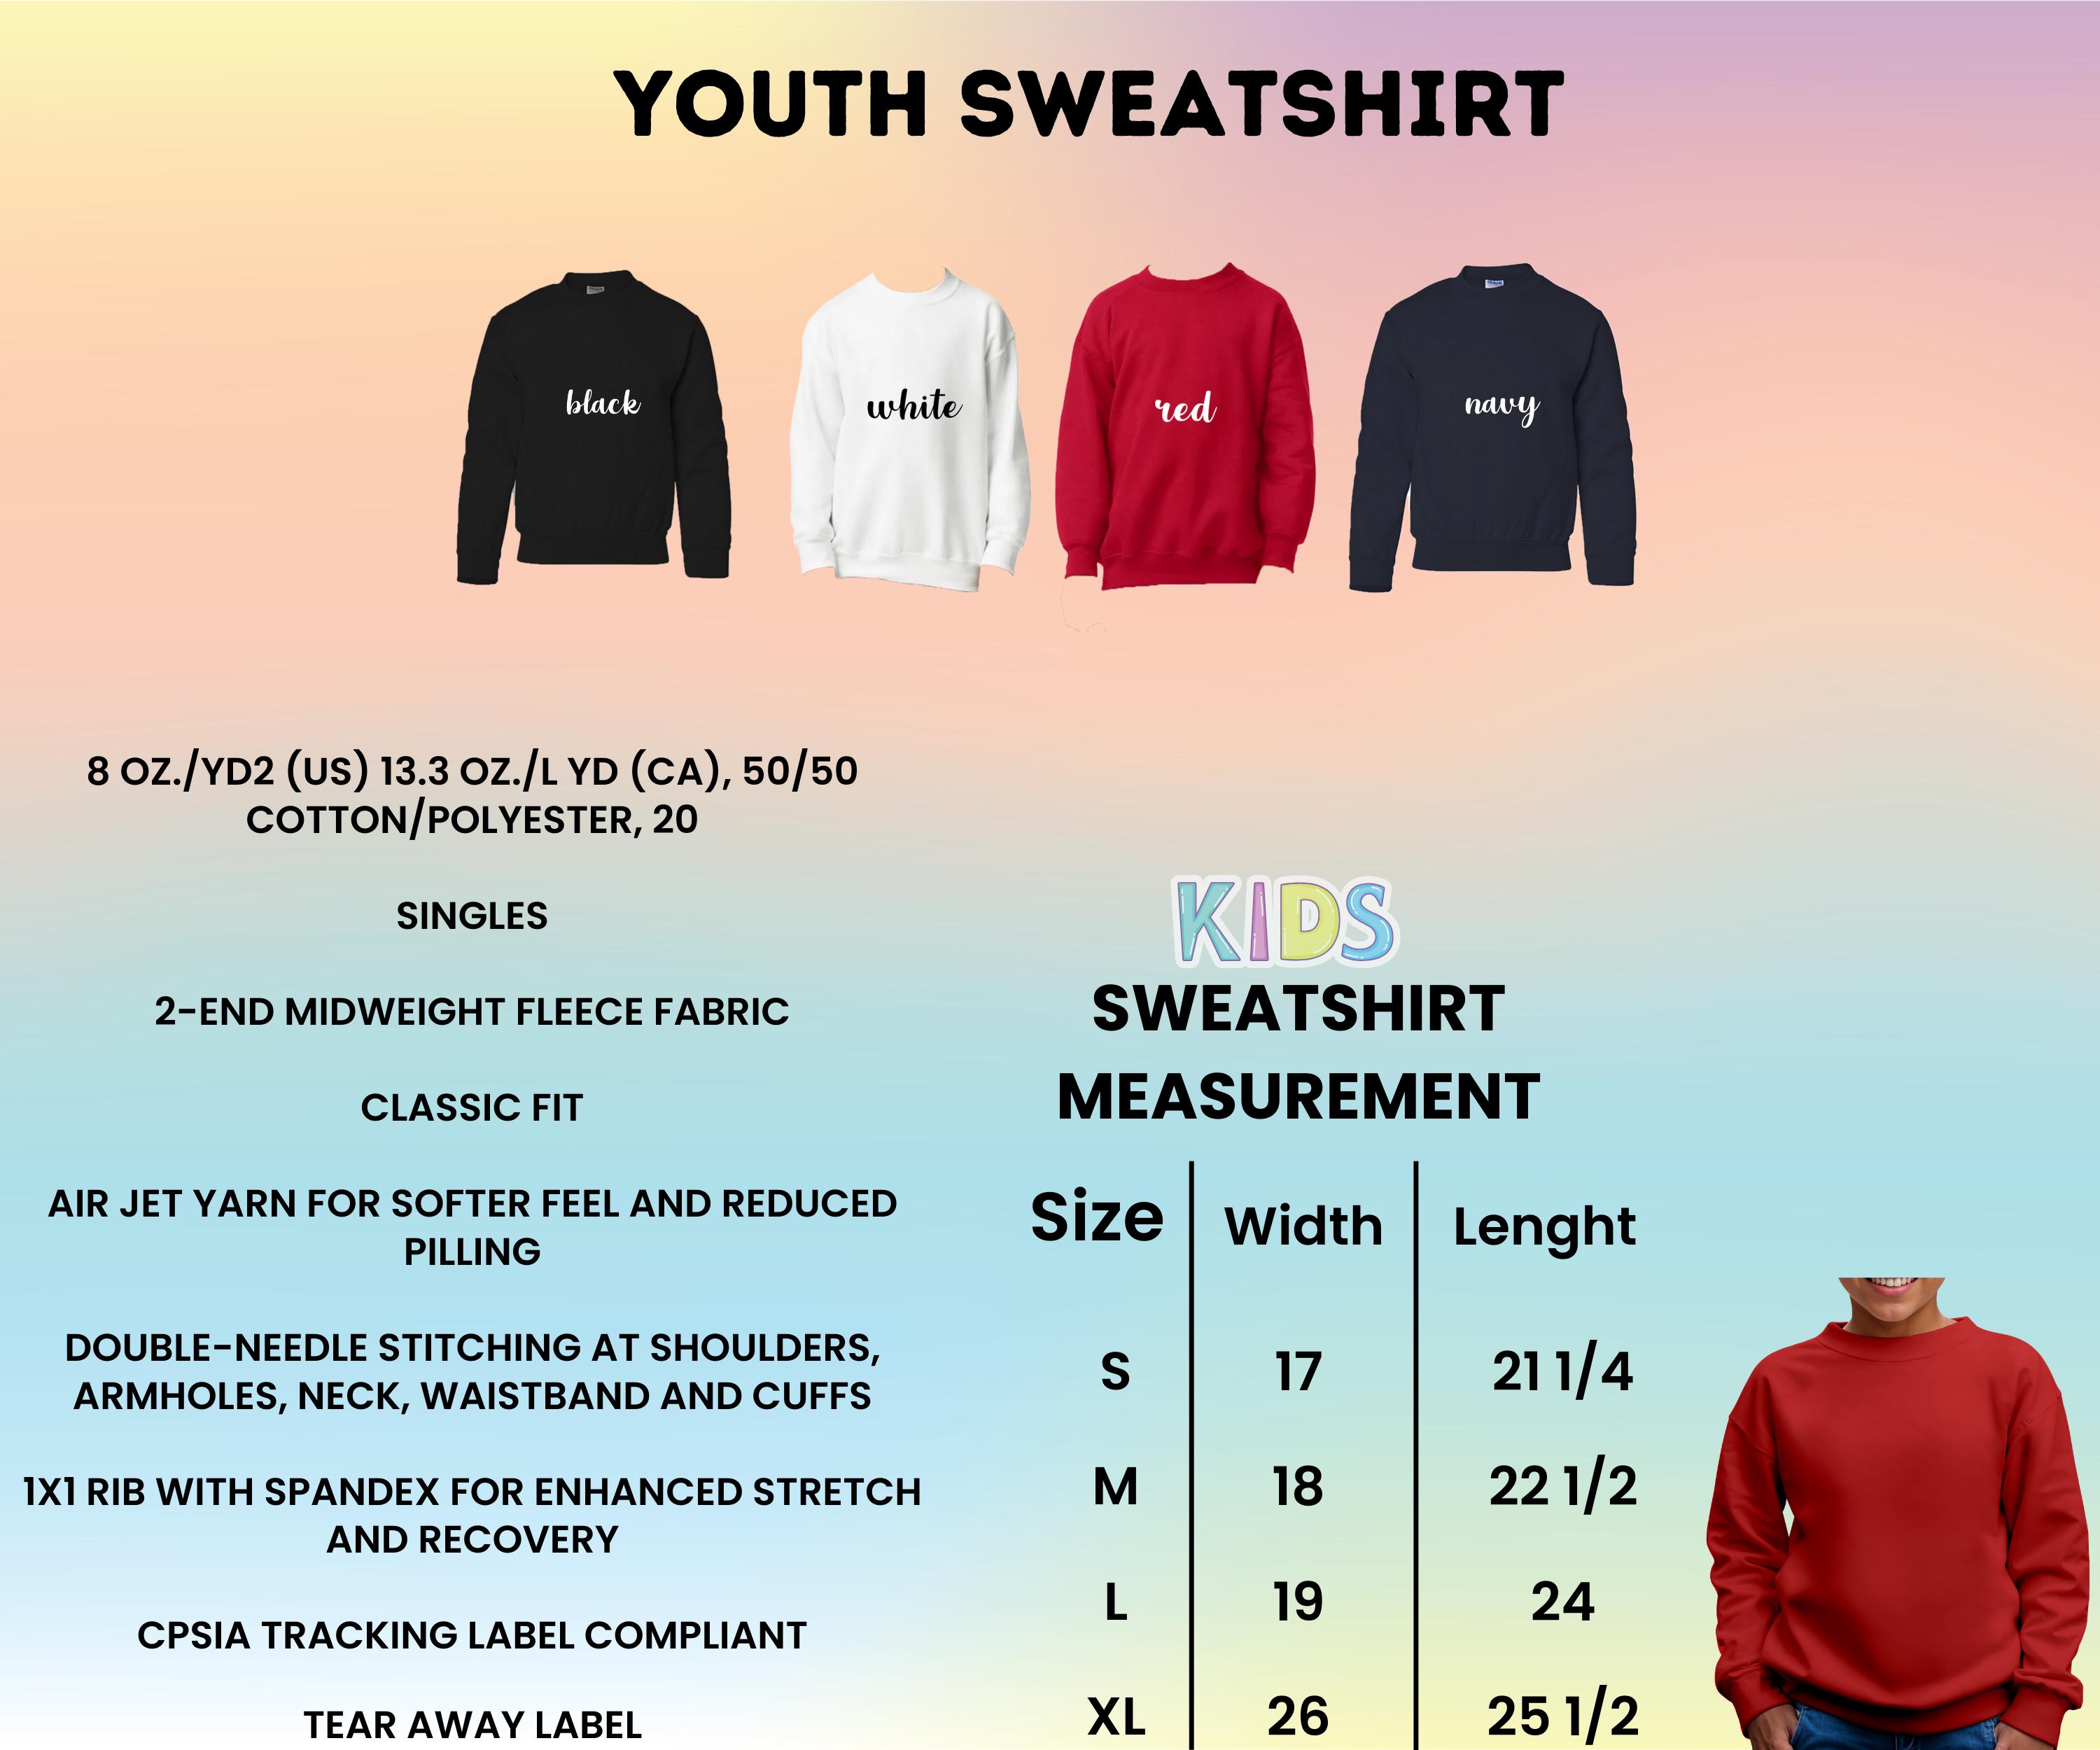 YOUTH SWEATSHIRT
black
white
red
navy
8 OZ./YD2 (US) 13.3 OZ./L YD (CA), 50/50
COTTON/POLYESTER, 20
SINGLES
2-END MIDWEIGHT FLEECE FABRIC
CLASSIC FIT
AIR JET YARN FOR SOFTER FEEL AND REDUCED
PILLING
DOUBLE-NEEDLE STITCHING AT SHOULDERS,
ARMHOLES, NECK, WAISTBAND AND CUFFS
1X1 RIB WITH SPANDEX FOR ENHANCED STRETCH
AND RECOVERY
CPSIA TRACKING LABEL COMPLIANT
TEAR AWAY LABEL
KIDS
SWEATSHIRT
MEASUREMENT
Size Width Lenght
S 17 21 1/4
M 18 22 1/2
L 19 24
XL 26 25 1/2